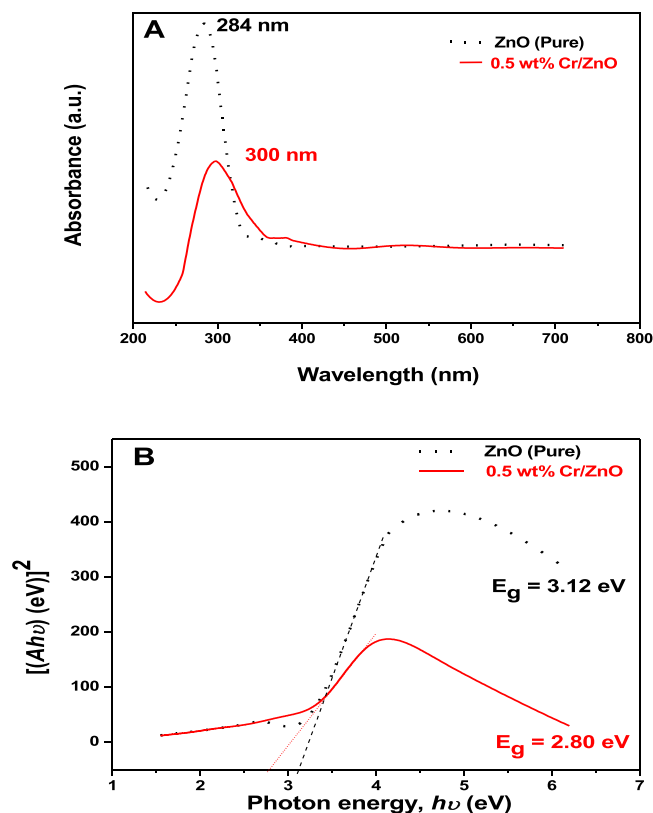 A
284 nm
ZnO (Pure)
0.5 wt% Cr/ZnO
300 nm
Absorbance (a.u.)
200 300 400 500 600 700 800
Wavelength (nm)
B
ZnO (Pure)
0.5 wt% Cr/ZnO
500
400
300
200
100
0
[(Ahυ) (eV)]²
E_g = 3.12 eV
E_g = 2.80 eV
1 2 3 4 5 6 7
Photon energy, hυ (eV)